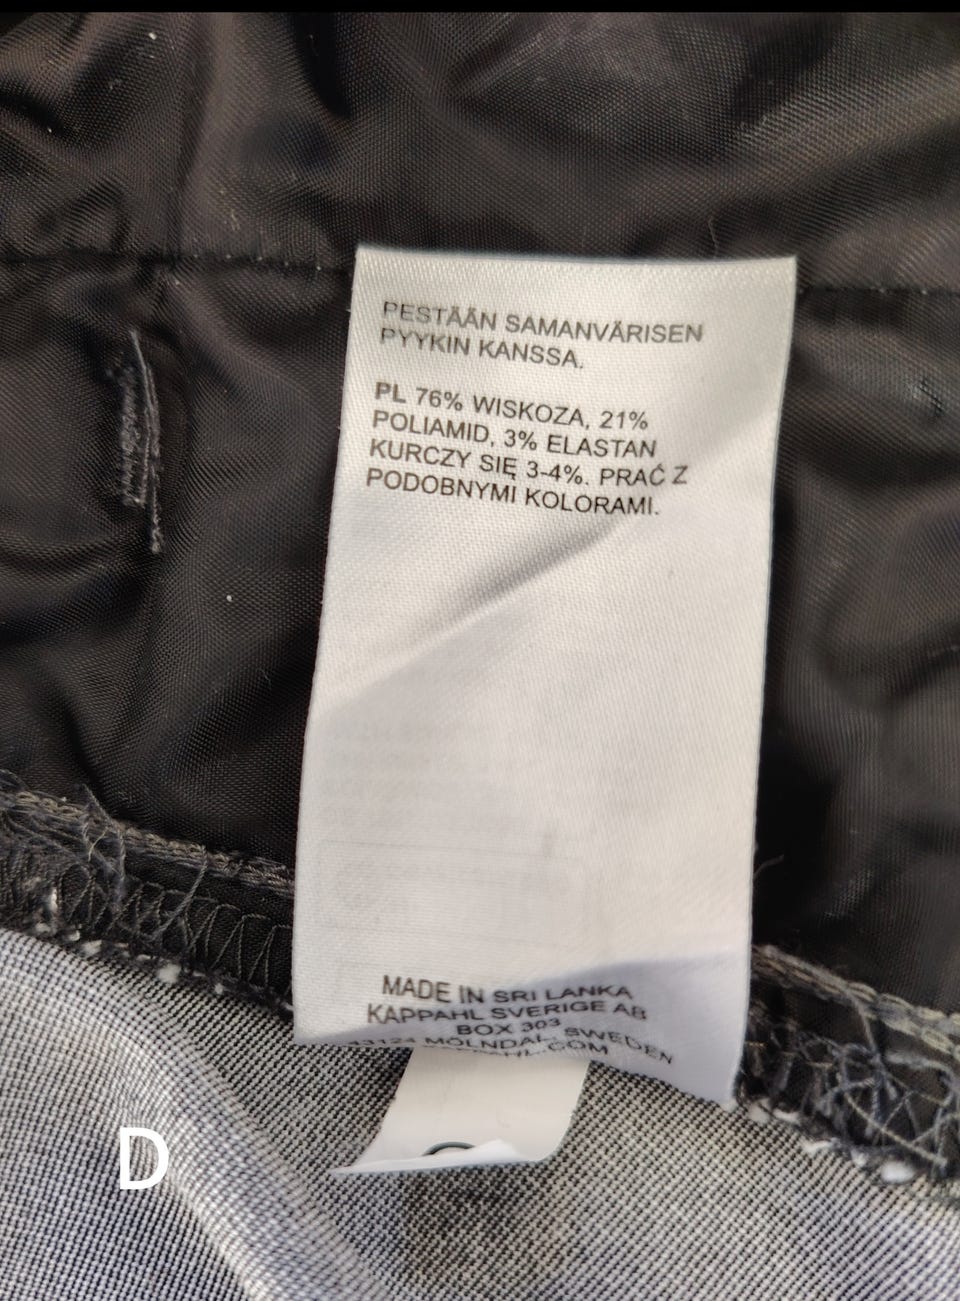 PESTÄÄN SAMANVÄRISEN
PYYKIN KANSSA.
PL 76% WISKOZA, 21%
POLIAMID, 3% ELASTAN
KURCZY SIĘ 3-4%. PRAĆ Z
PODOBNYMI KOLORAMI.
MADE IN SRI LANKA
KAPPAHL SVERIGE AB
BOX 303
43124 MÖLNDAL, SWEDEN
D